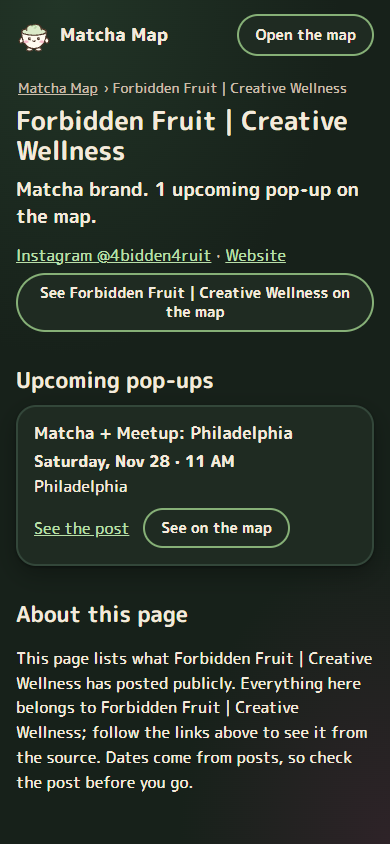 Matcha Map
Open the map
Matcha Map › Forbidden Fruit | Creative Wellness
Forbidden Fruit | Creative
Wellness
Matcha brand. 1 upcoming pop-up on
the map.
Instagram @4bidden4ruit · Website
See Forbidden Fruit | Creative Wellness on
the map
Upcoming pop-ups
Matcha + Meetup: Philadelphia
Saturday, Nov 28 · 11 AM
Philadelphia
See the post
See on the map
About this page
This page lists what Forbidden Fruit | Creative
Wellness has posted publicly. Everything here
belongs to Forbidden Fruit | Creative
Wellness; follow the links above to see it from
the source. Dates come from posts, so check
the post before you go.